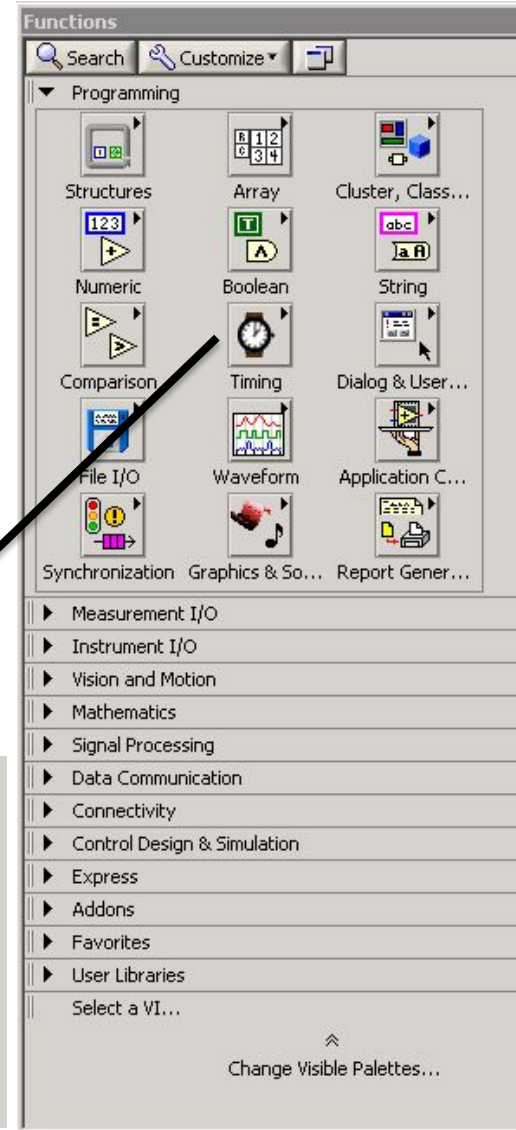 Functions
Search Customize
Programming
Structures Array Cluster, Class...
Numeric Boolean String
Comparison Timing Dialog & User...
File I/O Waveform Application C...
Synchronization Graphics & So... Report Gener...
Measurement I/O
Instrument I/O
Vision and Motion
Mathematics
Signal Processing
Data Communication
Connectivity
Control Design & Simulation
Express
Addons
Favorites
User Libraries
Select a VI...
Change Visible Palettes...